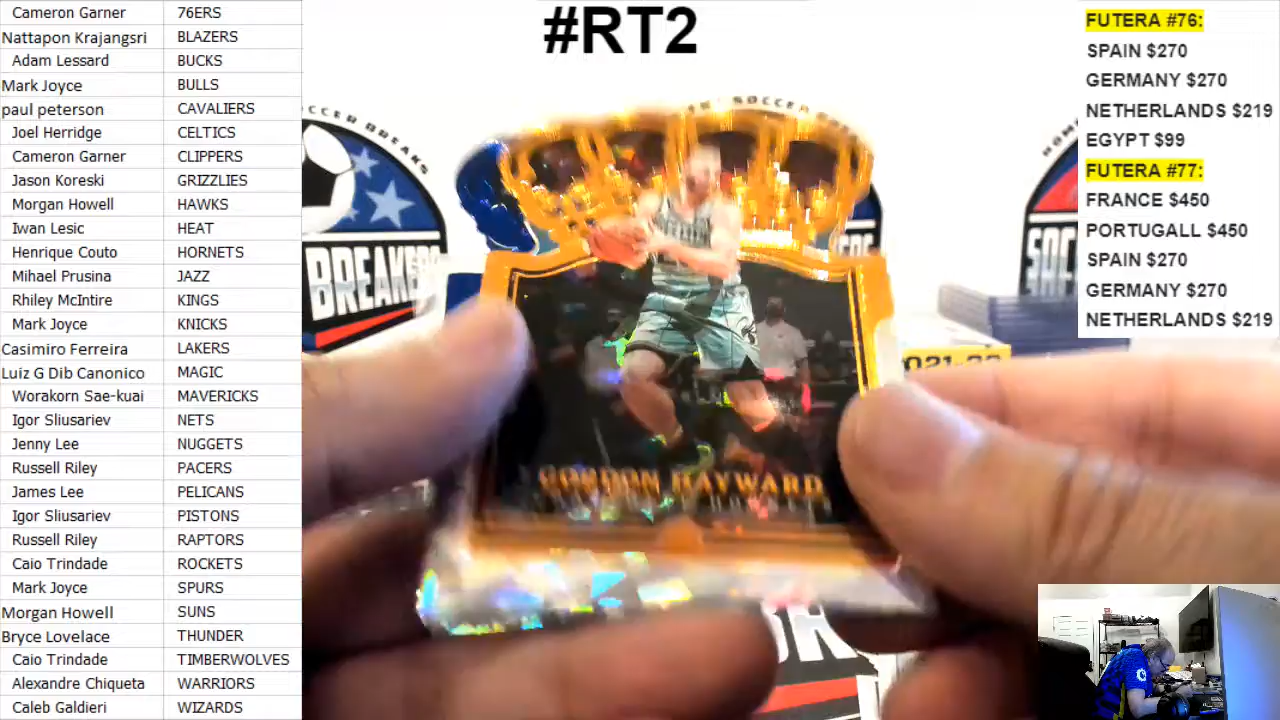 Cameron Garner 76ERS
Nattapon Krajangsri BLAZERS
Adam Lessard BUCKS
Mark Joyce BULLS
paul peterson CAVALIERS
Joel Herridge CELTICS
Cameron Garner CLIPPERS
Jason Koreski GRIZZLIES
Morgan Howell HAWKS
Iwan Lesic HEAT
Henrique Couto HORNETS
Mihael Prusina JAZZ
Rhiley McIntire KINGS
Mark Joyce KNICKS
Casimiro Ferreira LAKERS
Luiz G Dib Canonico MAGIC
Worakorn Sae-kuai MAVERICKS
Igor Sliusariev NETS
Jenny Lee NUGGETS
Russell Riley PACERS
James Lee PELICANS
Igor Sliusariev PISTONS
Russell Riley RAPTORS
Caio Trindade ROCKETS
Mark Joyce SPURS
Morgan Howell SUNS
Bryce Lovelace THUNDER
Caio Trindade TIMBERWOLVES
Alexandre Chiqueta WARRIORS
Caleb Galdieri WIZARDS
#RT2
SOCCER
BREAKS
BREAKER
GORDON HAYWARD
FUTERA #76:
SPAIN $270
GERMANY $270
NETHERLANDS $219
EGYPT $99
FUTERA #77:
FRANCE $450
PORTUGALL $450
SPAIN $270
GERMANY $270
NETHERLANDS $219